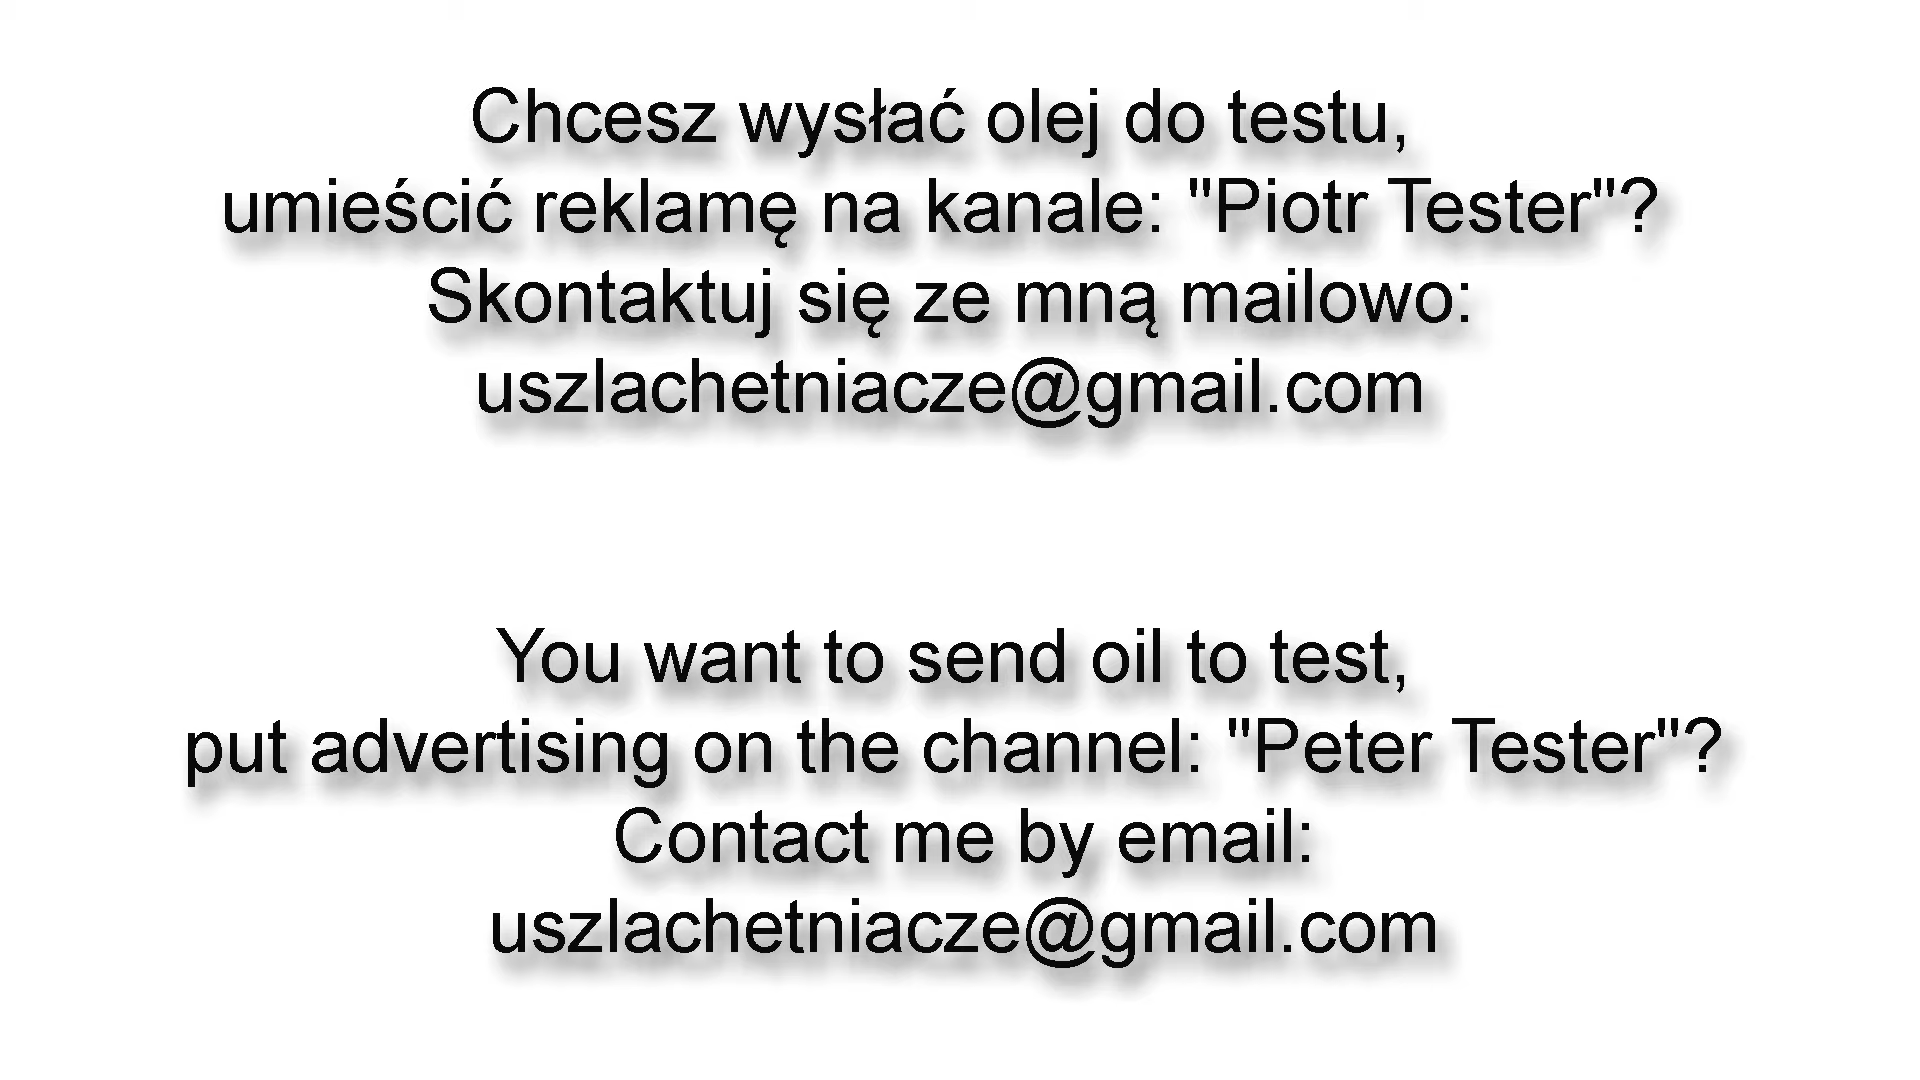 Chcesz wysłać olej do testu,
umieścić reklamę na kanale: "Piotr Tester"?
Skontaktuj się ze mną mailowo:
uszlachetniacze@gmail.com
You want to send oil to test,
put advertising on the channel: "Peter Tester"?
Contact me by email:
uszlachetniacze@gmail.com